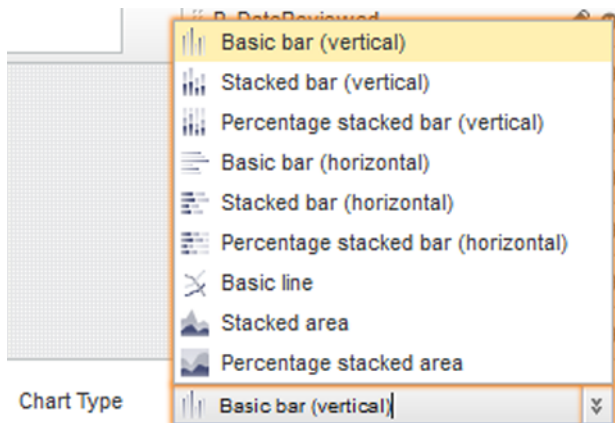 Basic bar (vertical)
Stacked bar (vertical)
Percentage stacked bar (vertical)
Basic bar (horizontal)
Stacked bar (horizontal)
Percentage stacked bar (horizontal)
Basic line
Stacked area
Percentage stacked area
Chart Type Basic bar (vertical)